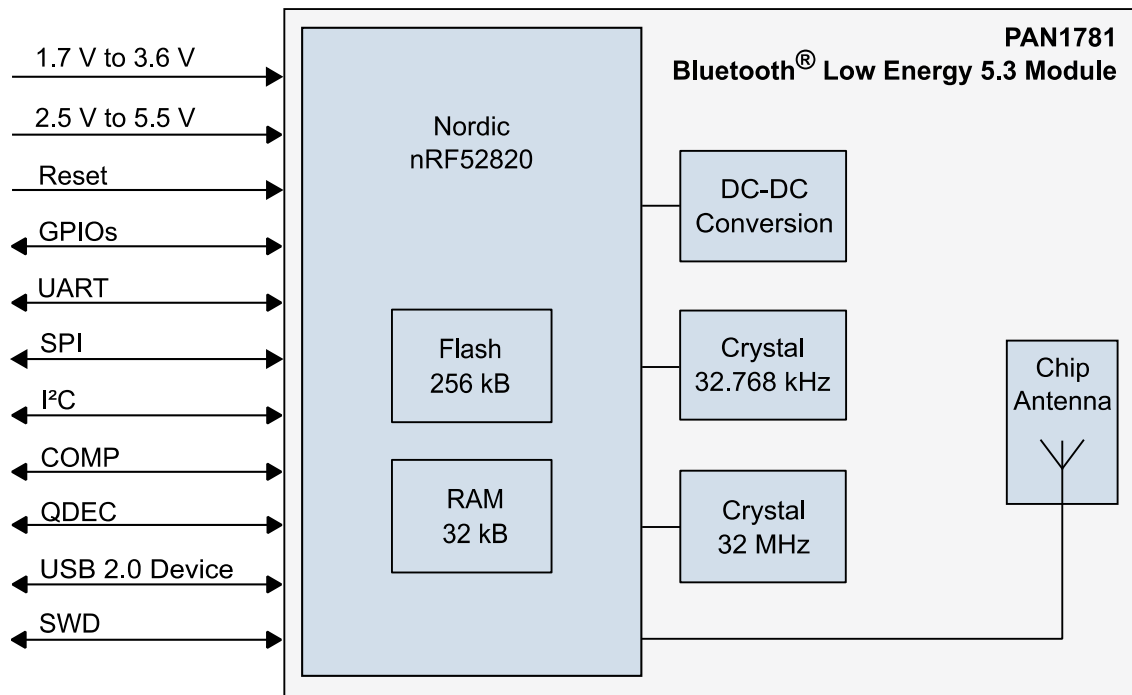 PAN1781
Bluetooth® Low Energy 5.3 Module
1.7 V to 3.6 V
2.5 V to 5.5 V
Reset
GPIOs
UART
SPI
I²C
COMP
QDEC
USB 2.0 Device
SWD
Nordic
nRF52820
Flash
256 kB
RAM
32 kB
DC-DC
Conversion
Crystal
32.768 kHz
Crystal
32 MHz
Chip
Antenna